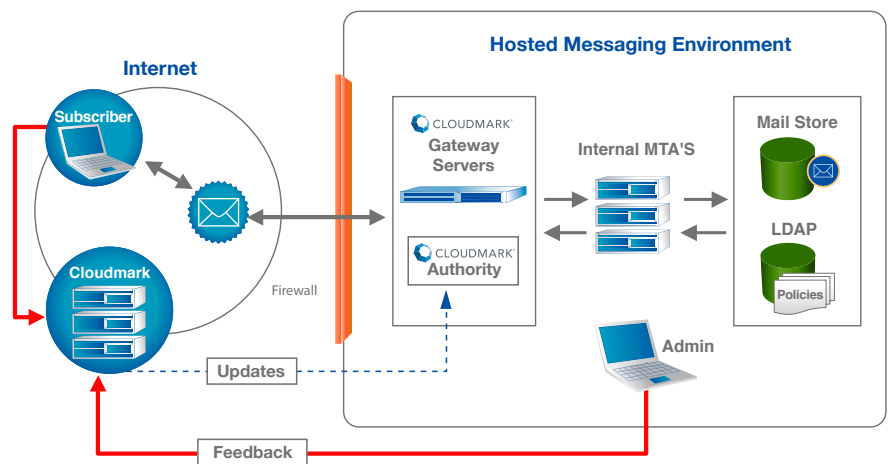 Hosted Messaging Environment
Internet
Subscriber
Cloudmark
Firewall
CLOUDMARK
Gateway
Servers
CLOUDMARK
Authority
Internal MTA'S
Mail Store
LDAP
Policies
Admin
Updates
Feedback